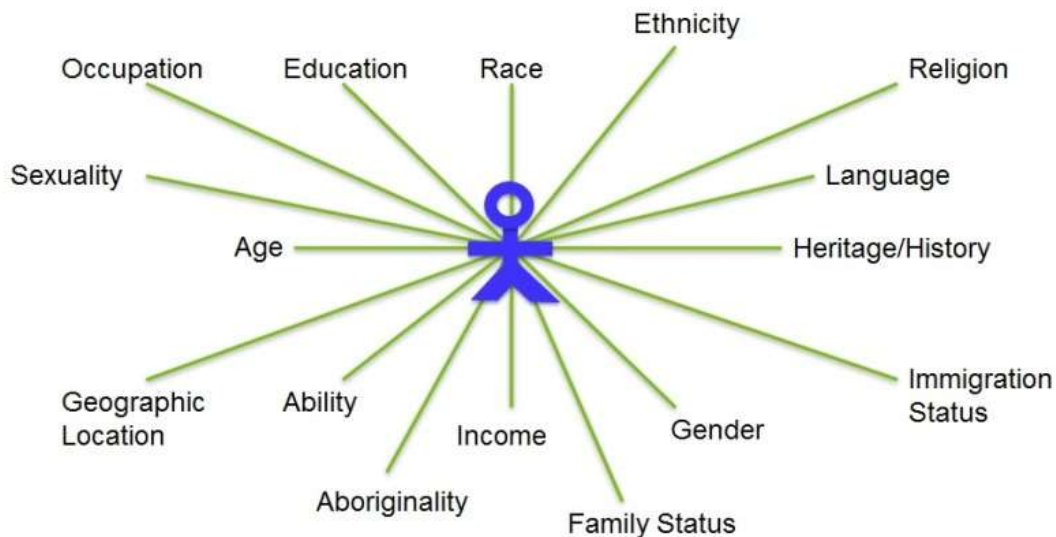 Ethnicity
Occupation
Education
Race
Religion
Sexuality
Language
Age
Heritage/History
Geographic
Location
Ability
Income
Gender
Immigration
Status
Aboriginality
Family Status